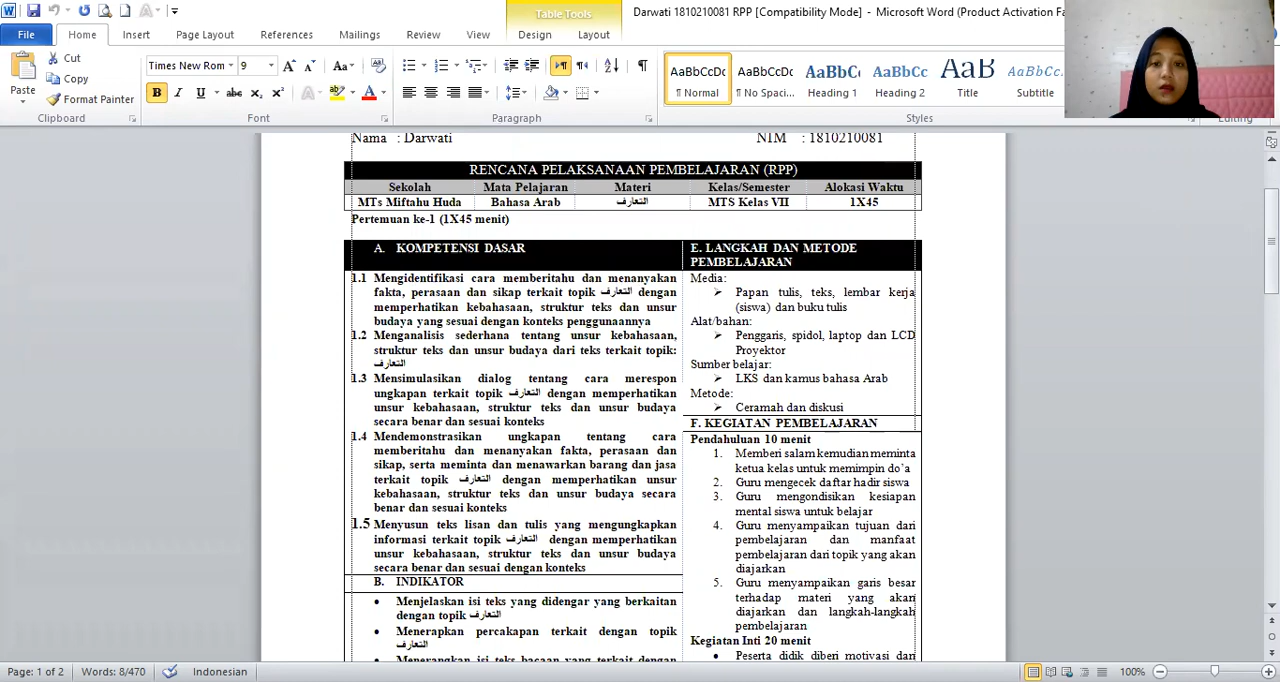 Table Tools
Darwati 1810210081 RPP [Compatibility Mode] - Microsoft Word (Product Activation Fa
File Home Insert Page Layout References Mailings Review View Design Layout
Paste
Cut
Copy
Format Painter
Times New Rom 9
AaBbCcDc AaBbCcDc AaBbC AaBbCc AaB AaBbCc.
¶ Normal ¶ No Spaci... Heading 1 Heading 2 Title Subtitle
Clipboard Font Paragraph Styles Editing
Nama : Darwati NIM : 1810210081
RENCANA PELAKSANAAN PEMBELAJARAN (RPP)
Sekolah Mata Pelajaran Materi Kelas/Semester Alokasi Waktu
MTs Miftahu Huda Bahasa Arab التعارف MTS Kelas VII 1X45
Pertemuan ke-1 (1X45 menit)
A. KOMPETENSI DASAR
1.1 Mengidentifikasi cara memberitahu dan menanyakan
fakta, perasaan dan sikap terkait topik التعارف dengan
memperhatikan kebahasaan, struktur teks dan unsur
budaya yang sesuai dengan konteks penggunaannya
1.2 Menganalisis sederhana tentang unsur kebahasaan,
struktur teks dan unsur budaya dari teks terkait topik:
التعارف
1.3 Mensimulasikan dialog tentang cara merespon
ungkapan terkait topik التعارف dengan memperhatikan
unsur kebahasaan, struktur teks dan unsur budaya
secara benar dan sesuai konteks
1.4 Mendemonstrasikan ungkapan tentang cara
memberitahu dan menanyakan fakta, perasaan dan
sikap, serta meminta dan menawarkan barang dan jasa
terkait topik التعارف dengan memperhatikan unsur
kebahasaan, struktur teks dan unsur budaya secara
benar dan sesuai konteks
1.5 Menyusun teks lisan dan tulis yang mengungkapkan
informasi terkait topik التعارف dengan memperhatikan
unsur kebahasaan, struktur teks dan unsur budaya
secara benar dan sesuai dengan konteks
B. INDIKATOR
• Menjelaskan isi teks yang didengar yang berkaitan
dengan topik التعارف
• Menerapkan percakapan terkait dengan topik
التعارف
• Menerangkan isi teks bacaan yang terkait dengan
E. LANGKAH DAN METODE
PEMBELAJARAN
Media:
➢ Papan tulis, teks, lembar kerja
(siswa) dan buku tulis
Alat/bahan:
➢ Penggaris, spidol, laptop dan LCD
Proyektor
Sumber belajar:
➢ LKS dan kamus bahasa Arab
Metode:
➢ Ceramah dan diskusi
F. KEGIATAN PEMBELAJARAN
Pendahuluan 10 menit
1. Memberi salam kemudian meminta
ketua kelas untuk memimpin do’a
2. Guru mengecek daftar hadir siswa
3. Guru mengondisikan kesiapan
mental siswa untuk belajar
4. Guru menyampaikan tujuan dari
pembelajaran dan manfaat
pembelajaran dari topik yang akan
diajarkan
5. Guru menyampaikan garis besar
terhadap materi yang akan
diajarkan dan langkah-langkah
pembelajaran
Kegiatan Inti 20 menit
• Peserta didik diberi motivasi dan
Page: 1 of 2 Words: 8/470 Indonesian 100%